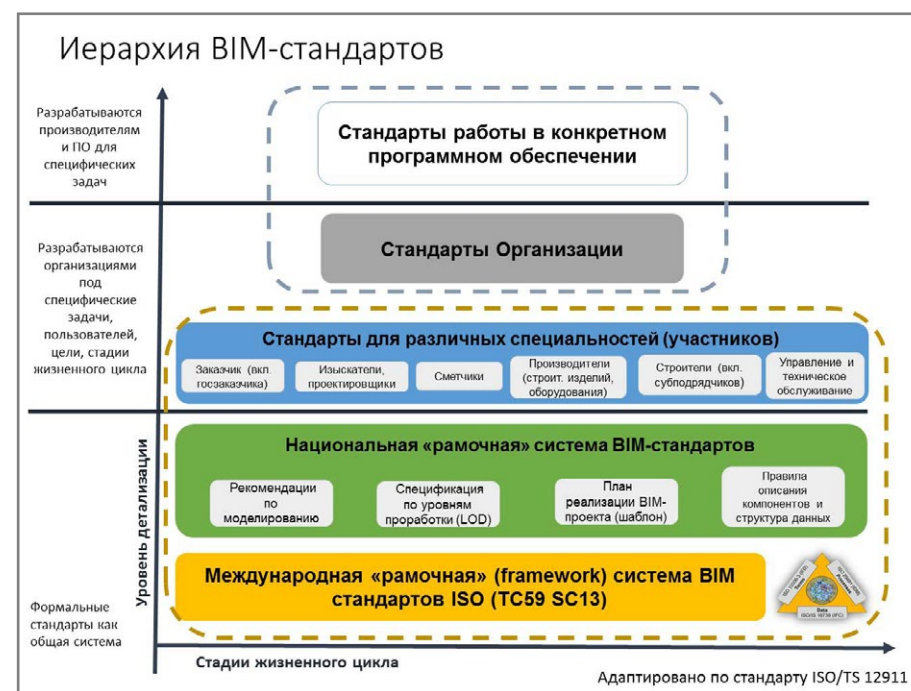 Иерархия BIM-стандартов
Разрабатываются
производителям
и ПО для
специфических
задач
Стандарты работы в конкретном
программном обеспечении
Разрабатываются
организациями
под
специфические
задачи,
пользователей,
цели, стадии
жизненного цикла
Стандарты Организации
Стандарты для различных специальностей (участников)
Заказчик (вкл.
госзаказчика)
Изыскатели,
проектировщики
Сметчики
Производители
(строит. изделий,
оборудования)
Строители (вкл.
субподрядчиков)
Управление и
техническое
обслуживание
Национальная «рамочная» система BIM-стандартов
Рекомендации
по
моделированию
Спецификация
по уровням
проработки (LOD)
План
реализации BIM-
проекта (шаблон)
Правила
описания
компонентов и
структура данных
Уровень детализации
Формальные
стандарты как
общая система
Международная «рамочная» (framework) система BIM
стандартов ISO (TC59 SC13)
Data
Стадии жизненного цикла
Адаптировано по стандарту ISO/TS 12911